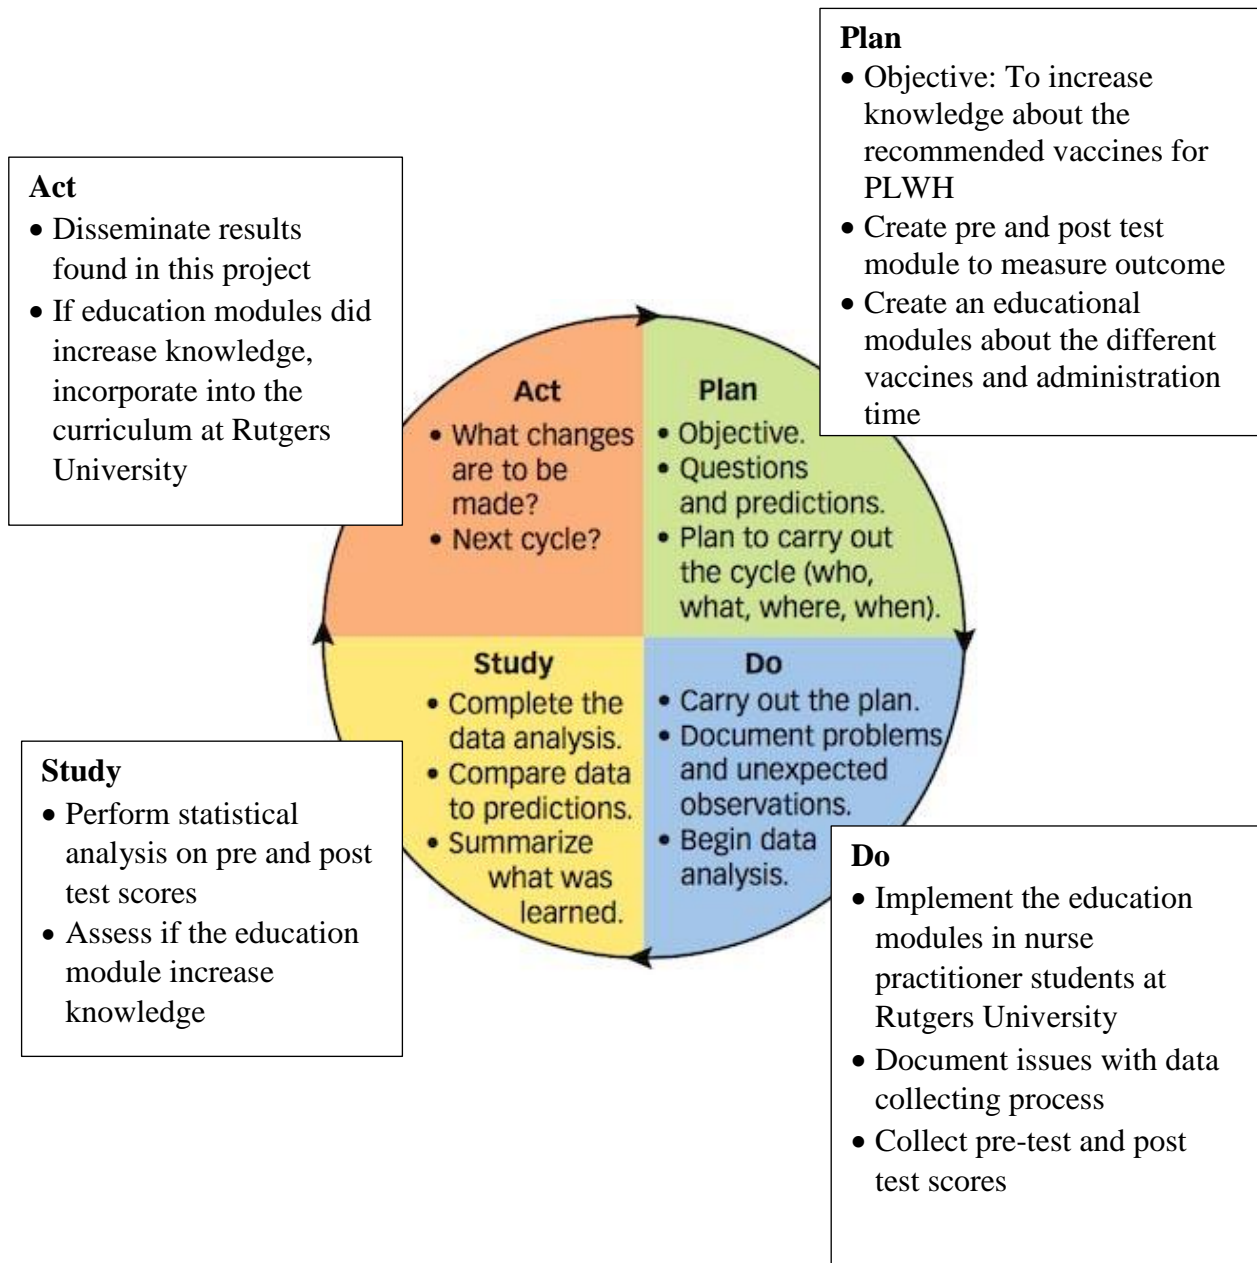 Plan
• Objective: To increase
knowledge about the
recommended vaccines for
PLWH
• Create pre and post test
module to measure outcome
• Create an educational
modules about the different
vaccines and administration
time
Act
• Disseminate results
found in this project
• If education modules did
increase knowledge,
incorporate into the
curriculum at Rutgers
University
Act
• What changes
are to be
made?
• Next cycle?
Plan
• Objective.
• Questions
and predictions.
• Plan to carry out
the cycle (who,
what, where, when).
Study
• Complete the
data analysis.
• Compare data
to predictions.
• Summarize
what was
learned.
Do
• Carry out the plan.
• Document problems
and unexpected
observations.
• Begin data
analysis.
Study
• Perform statistical
analysis on pre and post
test scores
• Assess if the education
module increase
knowledge
Do
• Implement the education
modules in nurse
practitioner students at
Rutgers University
• Document issues with data
collecting process
• Collect pre-test and post
test scores